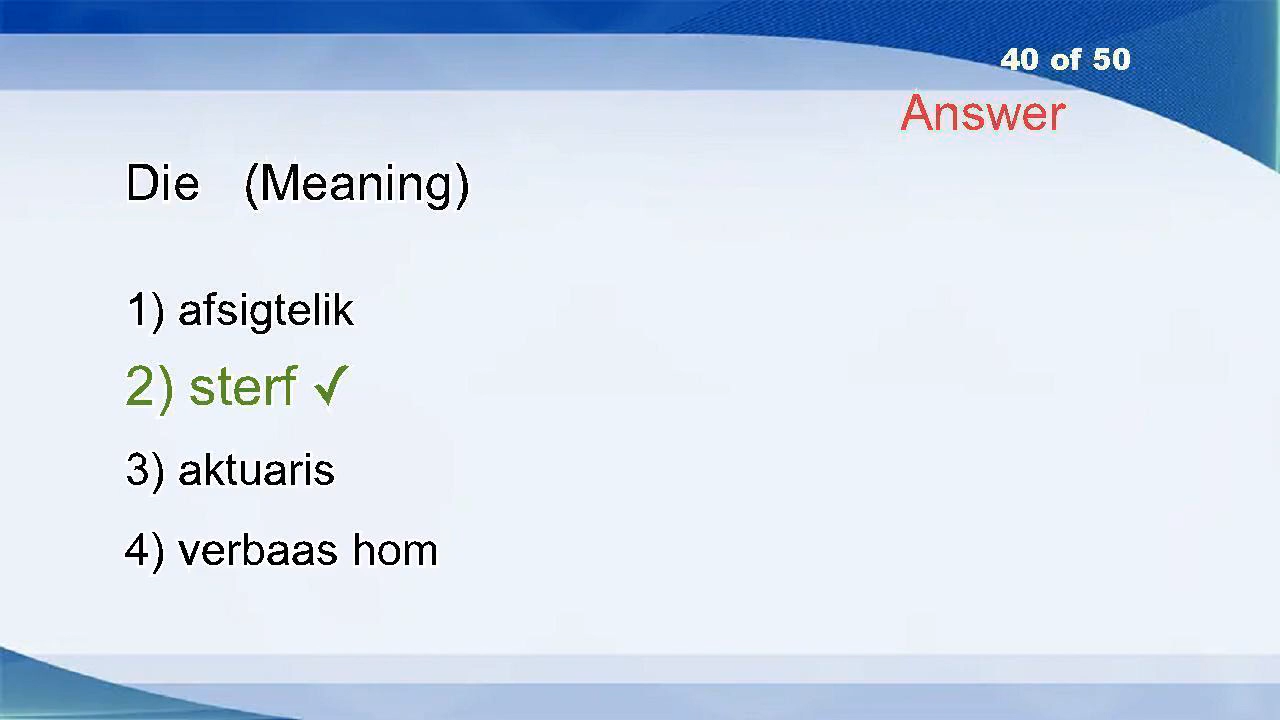 40 of 50
Answer
Die (Meaning)
1) afsigtelik
2) sterf ✓
3) aktuaris
4) verbaas hom